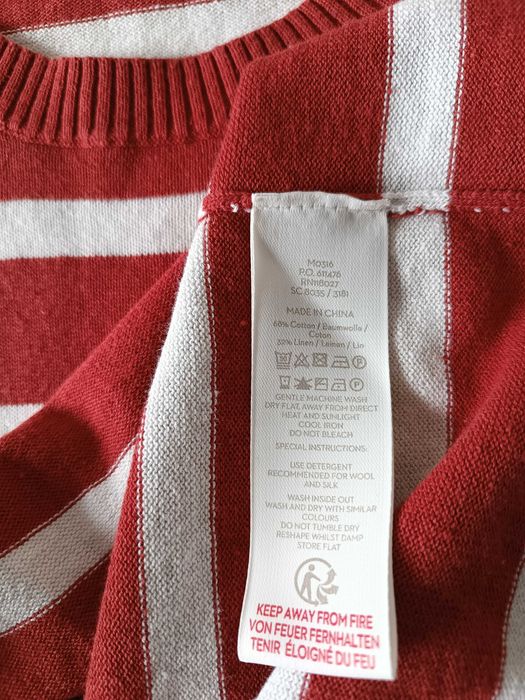 M0316
P.O. 611476
RN118027
SC 8035 / 3181
MADE IN CHINA
68% Cotton / Baumwolle /
Coton
32% Linen / Leinen / Lin
GENTLE MACHINE WASH
DRY FLAT, AWAY FROM DIRECT
HEAT AND SUNLIGHT
COOL IRON
DO NOT BLEACH
SPECIAL INSTRUCTIONS:
USE DETERGENT
RECOMMENDED FOR WOOL
AND SILK
WASH INSIDE OUT
WASH AND DRY WITH SIMILAR
COLOURS
DO NOT TUMBLE DRY
RESHAPE WHILST DAMP
STORE FLAT
KEEP AWAY FROM FIRE
VON FEUER FERNHALTEN
TENIR ÉLOIGNÉ DU FEU